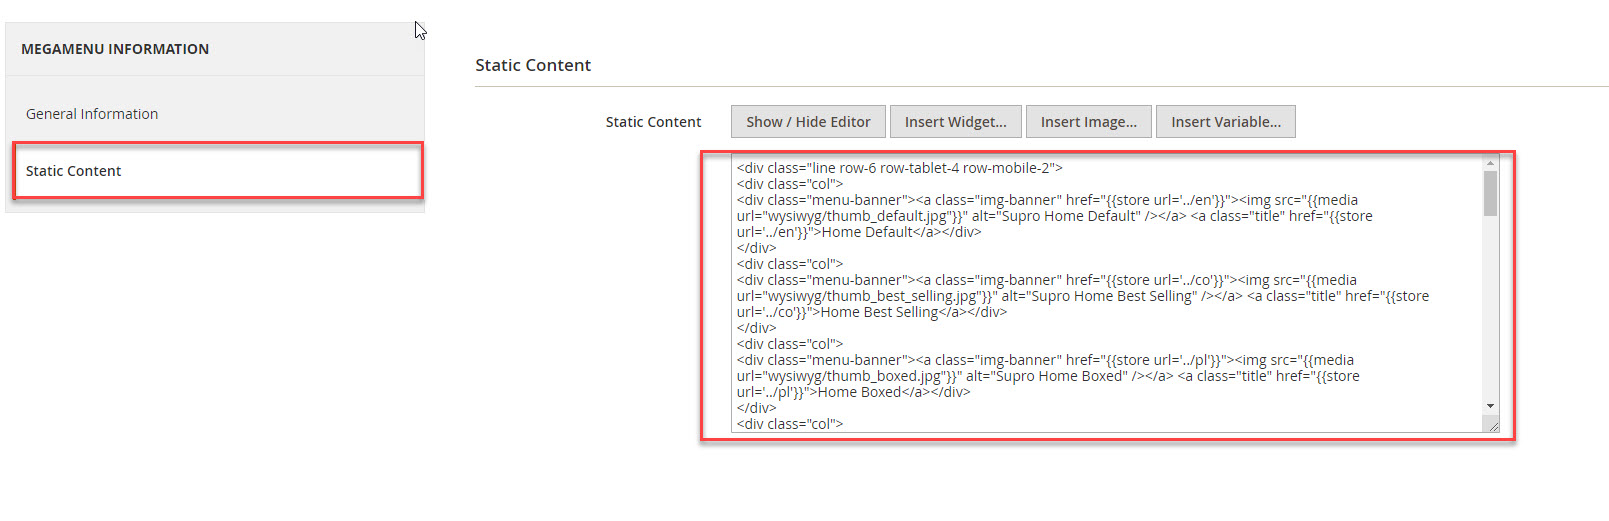 MEGAMENU INFORMATION
General Information
Static Content
Static Content
Static Content
Show / Hide Editor
Insert Widget...
Insert Image...
Insert Variable...
<div class="line row-6 row-tablet-4 row-mobile-2">
<div class="col">
<div class="menu-banner"><a class="img-banner" href="{{store url='../en'}}"><img src="{{media
url="wysiwyg/thumb_default.jpg"}}" alt="Supro Home Default" /></a> <a class="title" href="{{store
url='../en'}}">Home Default</a></div>
</div>
<div class="col">
<div class="menu-banner"><a class="img-banner" href="{{store url='../co'}}"><img src="{{media
url="wysiwyg/thumb_best_selling.jpg"}}" alt="Supro Home Best Selling" /></a> <a class="title" href="{{store
url='../co'}}">Home Best Selling</a></div>
</div>
<div class="col">
<div class="menu-banner"><a class="img-banner" href="{{store url='../pl'}}"><img src="{{media
url="wysiwyg/thumb_boxed.jpg"}}" alt="Supro Home Boxed" /></a> <a class="title" href="{{store
url='../pl'}}">Home Boxed</a></div>
</div>
<div class="col">